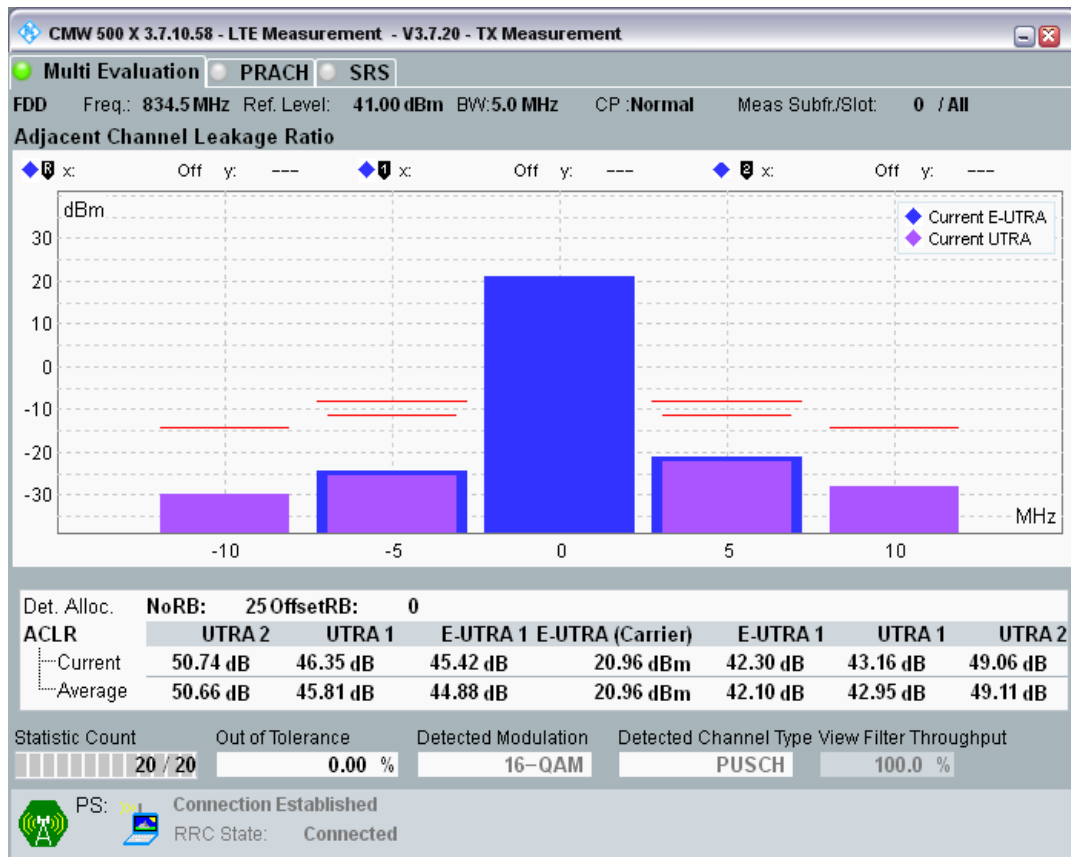 CMW 500 X 3.7.10.58 - LTE Measurement - V3.7.20 - TX Measurement
Multi Evaluation PRACH SRS
FDD Freq.: 834.5 MHz Ref. Level: 41.00 dBm BW: 5.0 MHz CP :Normal Meas Subfr./Slot: 0 / All
Adjacent Channel Leakage Ratio
R x: Off y: --- 1 x: Off y: --- 2 x: Off y: ---
dBm
Current E-UTRA
Current UTRA
30
20
10
0
-10
-20
-30
MHz
-10 -5 0 5 10
Det. Alloc. NoRB: 25 OffsetRB: 0
ACLR UTRA 2 UTRA 1 E-UTRA 1 E-UTRA (Carrier) E-UTRA 1 UTRA 1 UTRA 2
Current 50.74 dB 46.35 dB 45.42 dB 20.96 dBm 42.30 dB 43.16 dB 49.06 dB
Average 50.66 dB 45.81 dB 44.88 dB 20.96 dBm 42.10 dB 42.95 dB 49.11 dB
Statistic Count Out of Tolerance Detected Modulation Detected Channel Type View Filter Throughput
20 / 20 0.00 % 16-QAM PUSCH 100.0 %
PS: Connection Established
RRC State: Connected